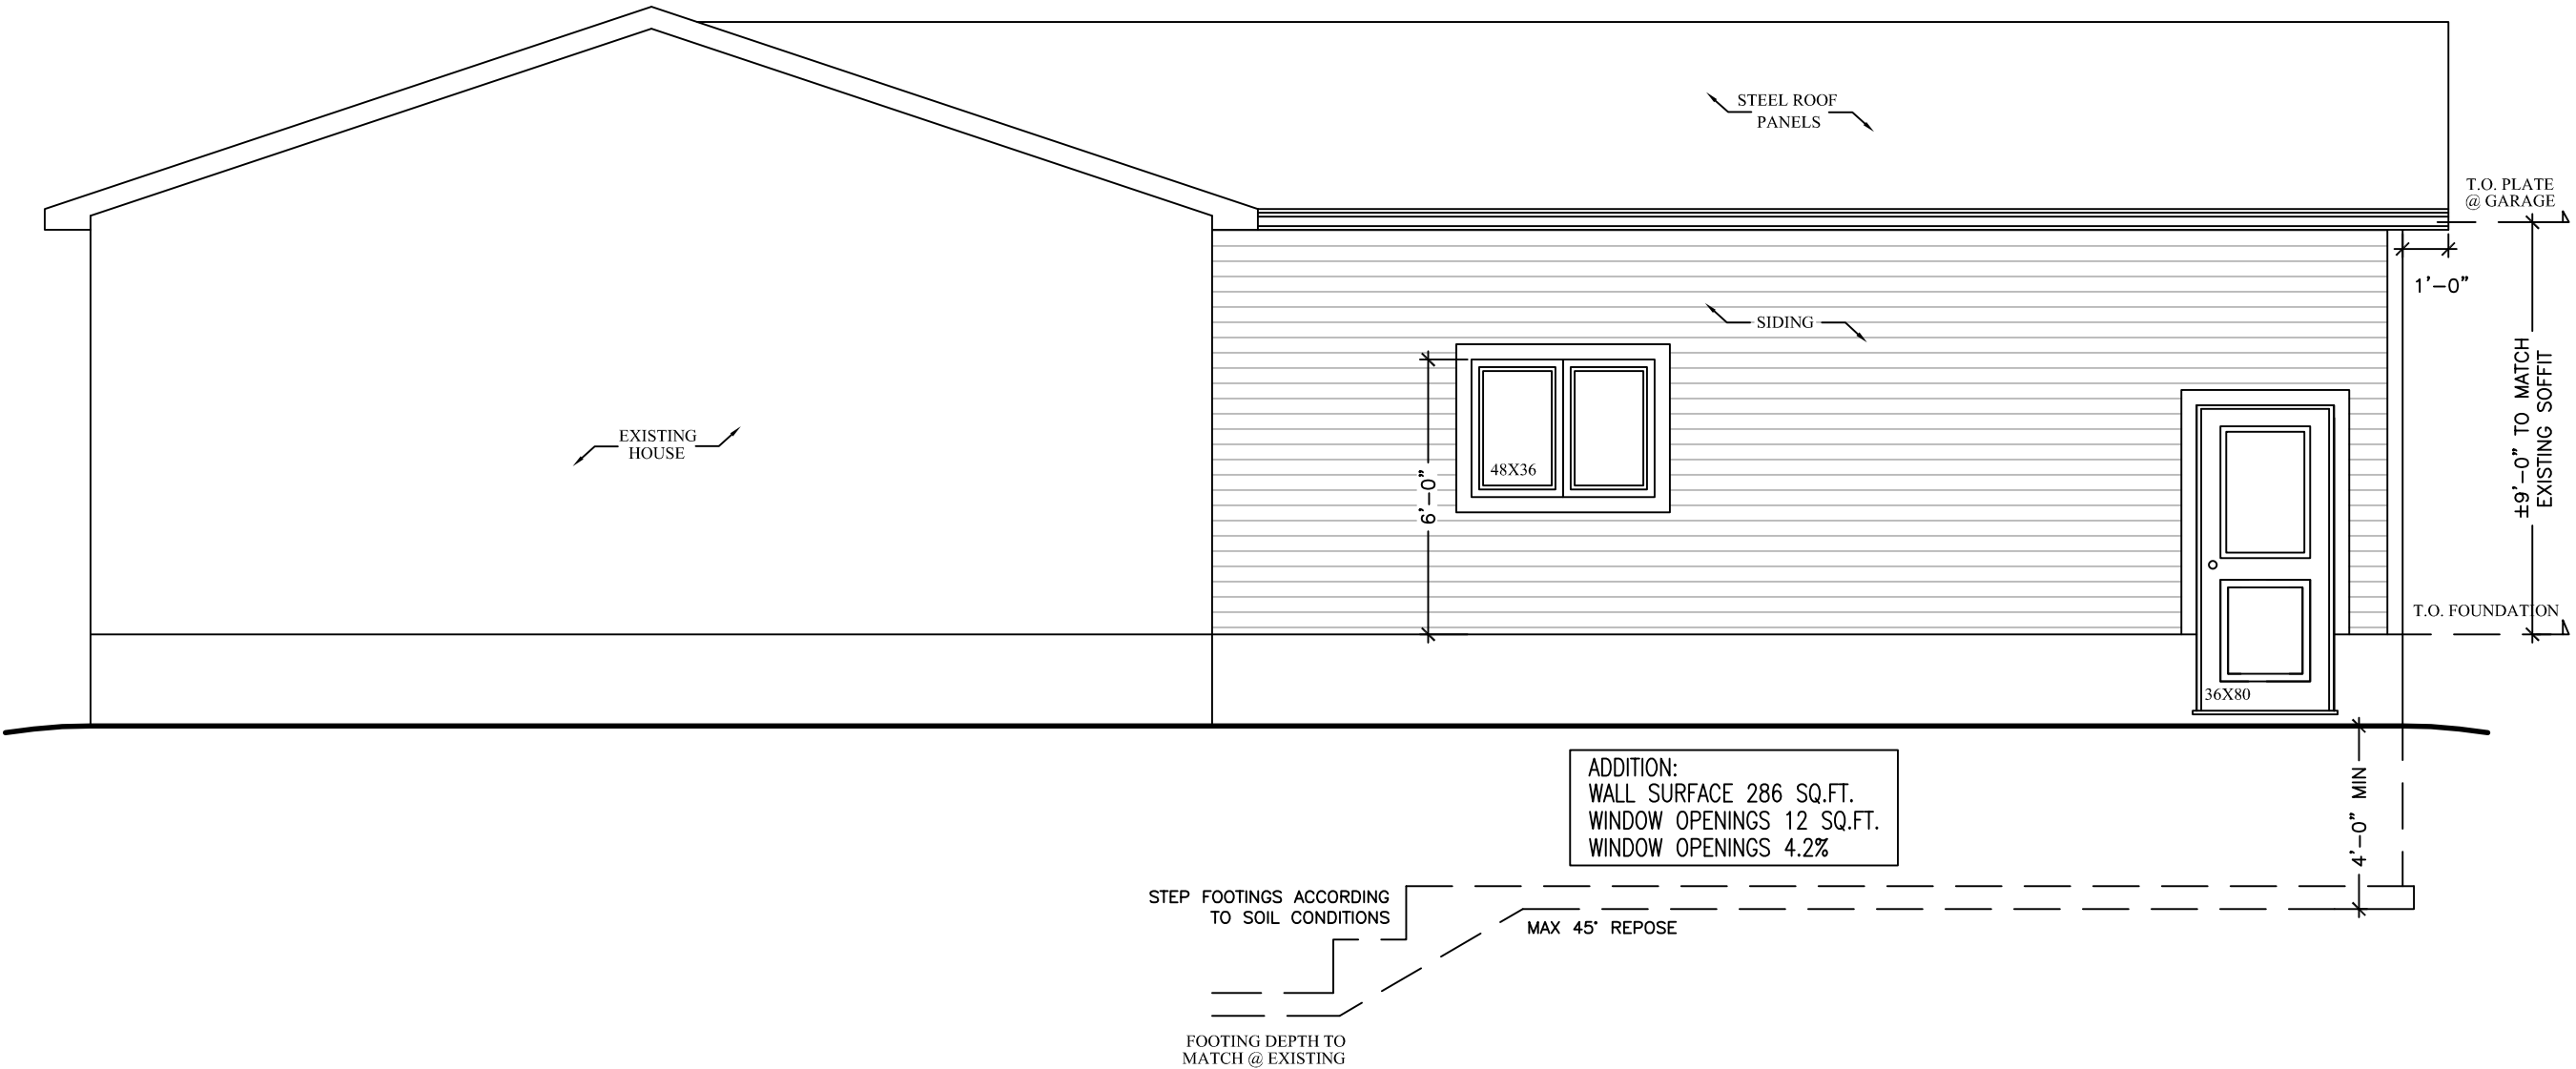 STEEL ROOF
PANELS
T.O. PLATE
@ GARAGE
1'-0"
SIDING
±9'-0" TO MATCH
EXISTING SOFFIT
EXISTING
HOUSE
48X36
6'-0"
T.O. FOUNDATION
36X80
ADDITION:
WALL SURFACE 286 SQ.FT.
WINDOW OPENINGS 12 SQ.FT.
WINDOW OPENINGS 4.2%
4'-0" MIN
STEP FOOTINGS ACCORDING
TO SOIL CONDITIONS
MAX 45° REPOSE
FOOTING DEPTH TO
MATCH @ EXISTING